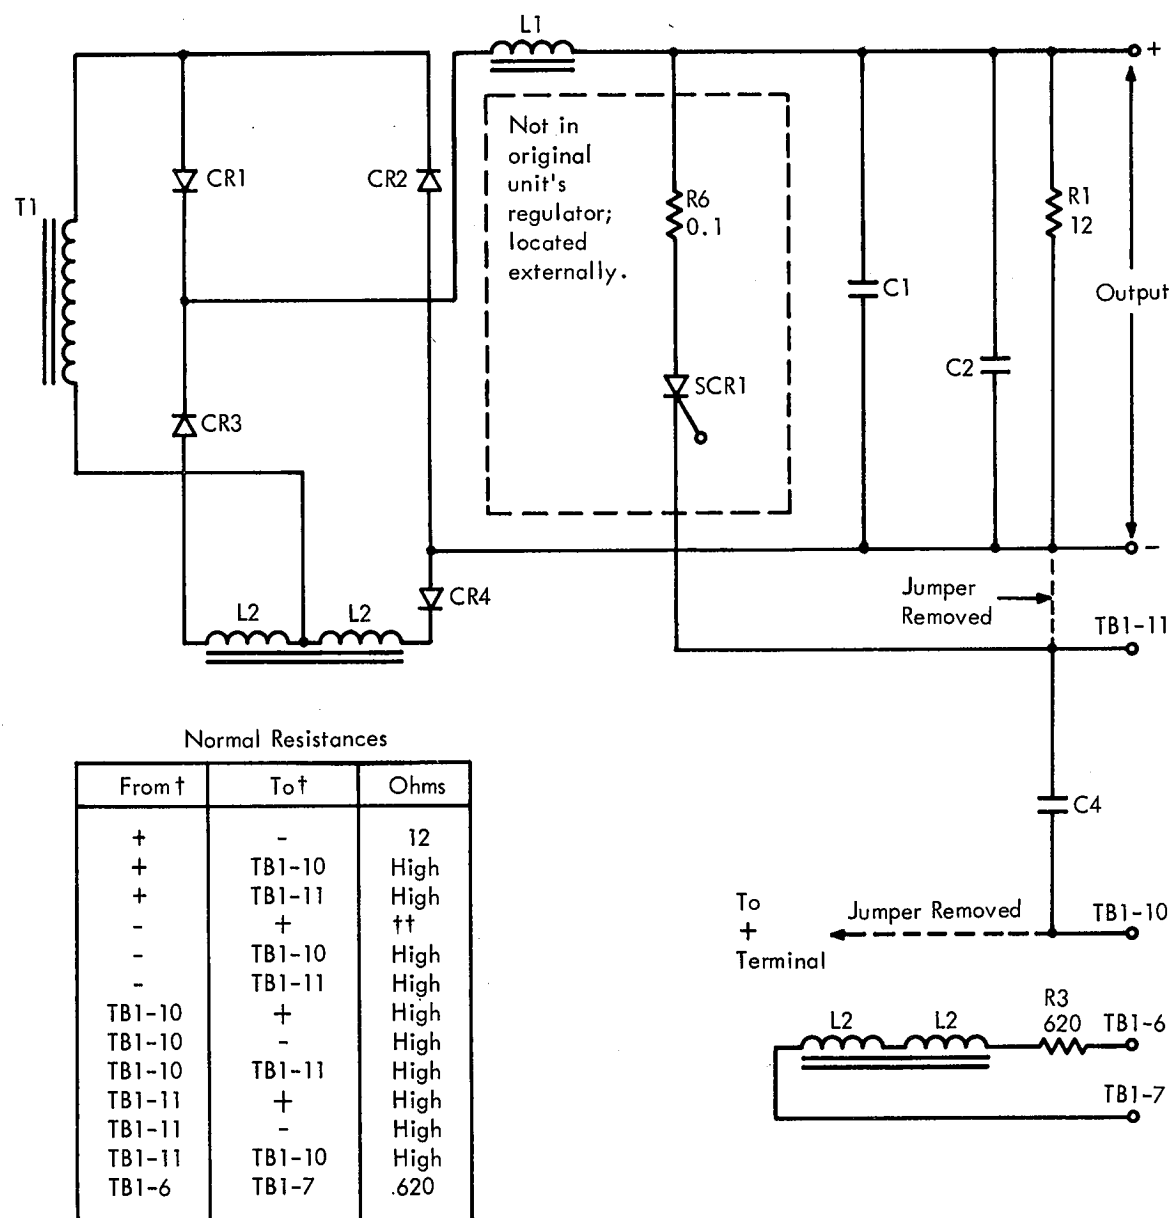 L1
+
Not in
original
unit's
regulator;
located
externally.
CR1
CR2
R6
0.1
R1
12
T1
C1
Output
C2
SCR1
CR3
-
Jumper
Removed
CR4
L2 L2
TB1-11
Normal Resistances
From† To† Ohms
+ - 12
+ TB1-10 High
+ TB1-11 High
- + ††
- TB1-10 High
- TB1-11 High
TB1-10 + High
TB1-10 - High
TB1-10 TB1-11 High
TB1-11 + High
TB1-11 - High
TB1-11 TB1-10 High
TB1-6 TB1-7 .620
C4
To
+
Terminal
Jumper Removed
TB1-10
L2 L2
R3
620
TB1-6
TB1-7